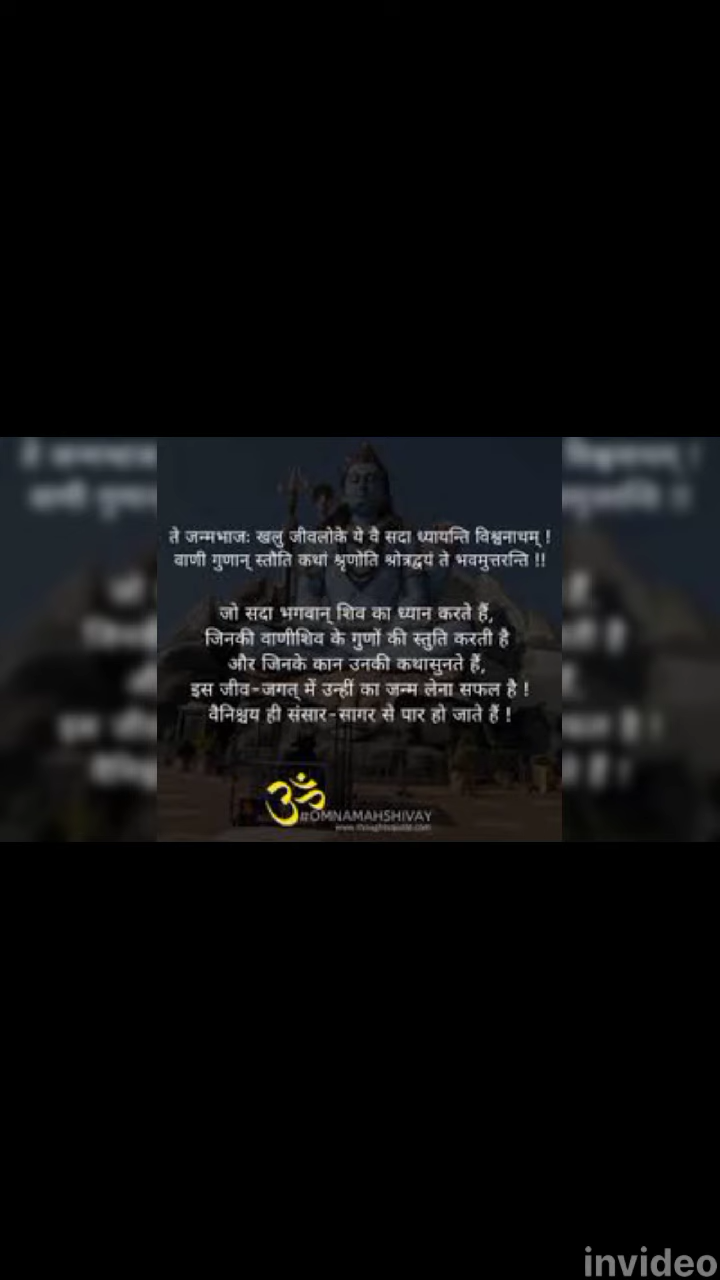 ते जन्मभाजः खलु जीवलोके ये वै सदा ध्यायन्ति विश्वनाथम् !
वाणी गुणान् स्तौति कथां श्रृणोति श्रोत्रद्वयं ते भवमुत्तरन्ति !!
जो सदा भगवान् शिव का ध्यान करते हैं,
जिनकी वाणीशिव के गुणों की स्तुति करती है
और जिनके कान उनकी कथासुनते हैं,
इस जीव-जगत् में उन्हीं का जन्म लेना सफल है !
वेनिश्चय ही संसार-सागर से पार हो जाते हैं !
ॐ
#OMNAMAHSHIVAY
invideo